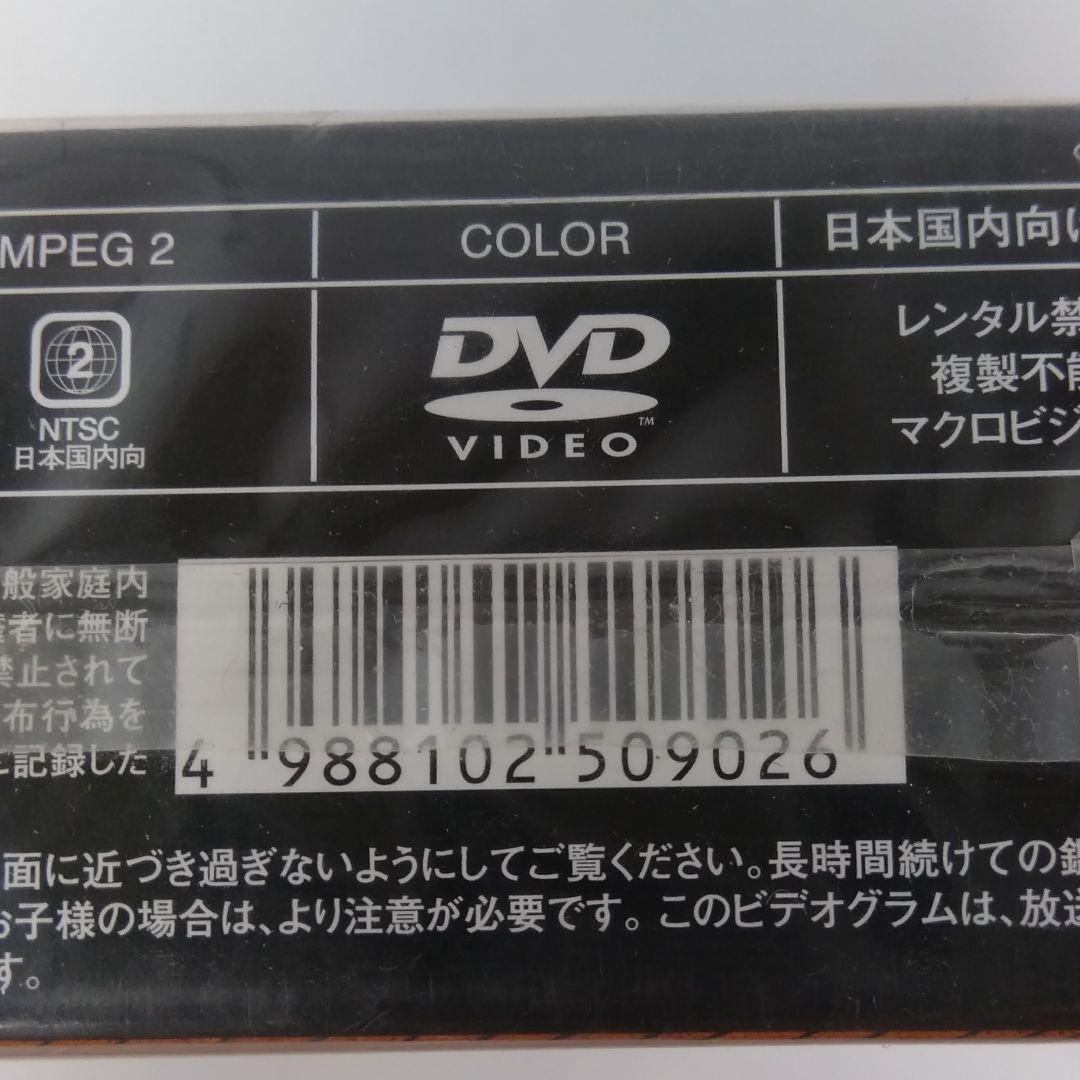 MPEG 2
COLOR
日本国内向け
2
NTSC
日本国内向
DVD
VIDEO
TM
レンタル禁
複製不能
マクロビジ
般家庭内
者に無断
禁止されて
布行為を
に記録した
4 988102 509026
面に近づき過ぎないようにしてご覧ください。長時間続けての鑑
お子様の場合は、より注意が必要です。このビデオグラムは、放送
す。